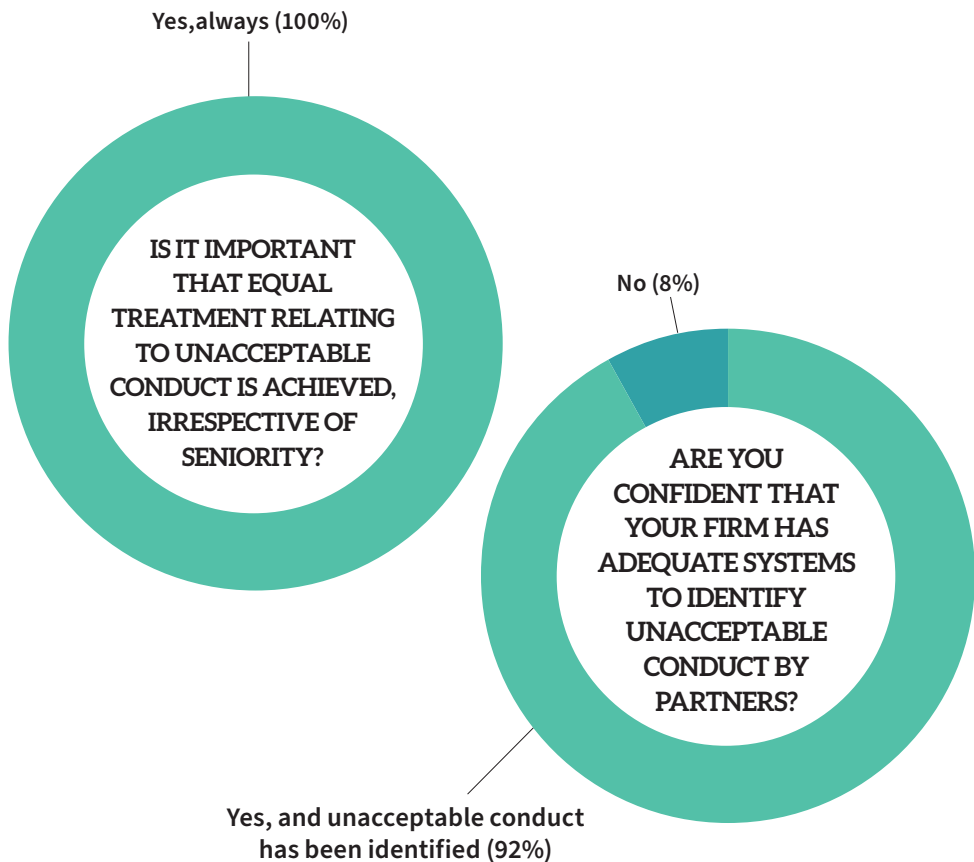 Yes,always (100%)
IS IT IMPORTANT
THAT EQUAL
TREATMENT RELATING
TO UNACCEPTABLE
CONDUCT IS ACHIEVED,
IRRESPECTIVE OF
SENIORITY?
No (8%)
ARE YOU
CONFIDENT THAT
YOUR FIRM HAS
ADEQUATE SYSTEMS
TO IDENTIFY
UNACCEPTABLE
CONDUCT BY
PARTNERS?
Yes, and unacceptable conduct
has been identified (92%)